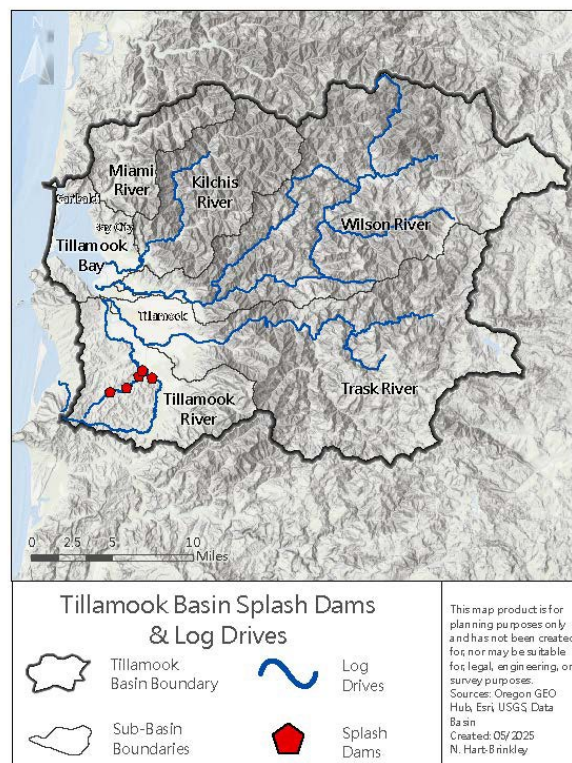 N
Miami
River
Kilchis
River
Garibaldi
Bay City
Wilson River
Tillamook
Bay
Tillamook
Trask River
Tillamook
River
0 2.5 5 10
Miles
Tillamook Basin Splash Dams
& Log Drives
Tillamook
Basin Boundary
Log
Drives
Sub-Basin
Boundaries
Splash
Dams
This map product is for
planning purposes only
and has not been created
for, nor may be suitable
for, legal, engineering, or
survey purposes.
Sources: Oregon GEO
Hub, Esri, USGS, Data
Basin
Created: 05/2025
N. Hart-Brinkley